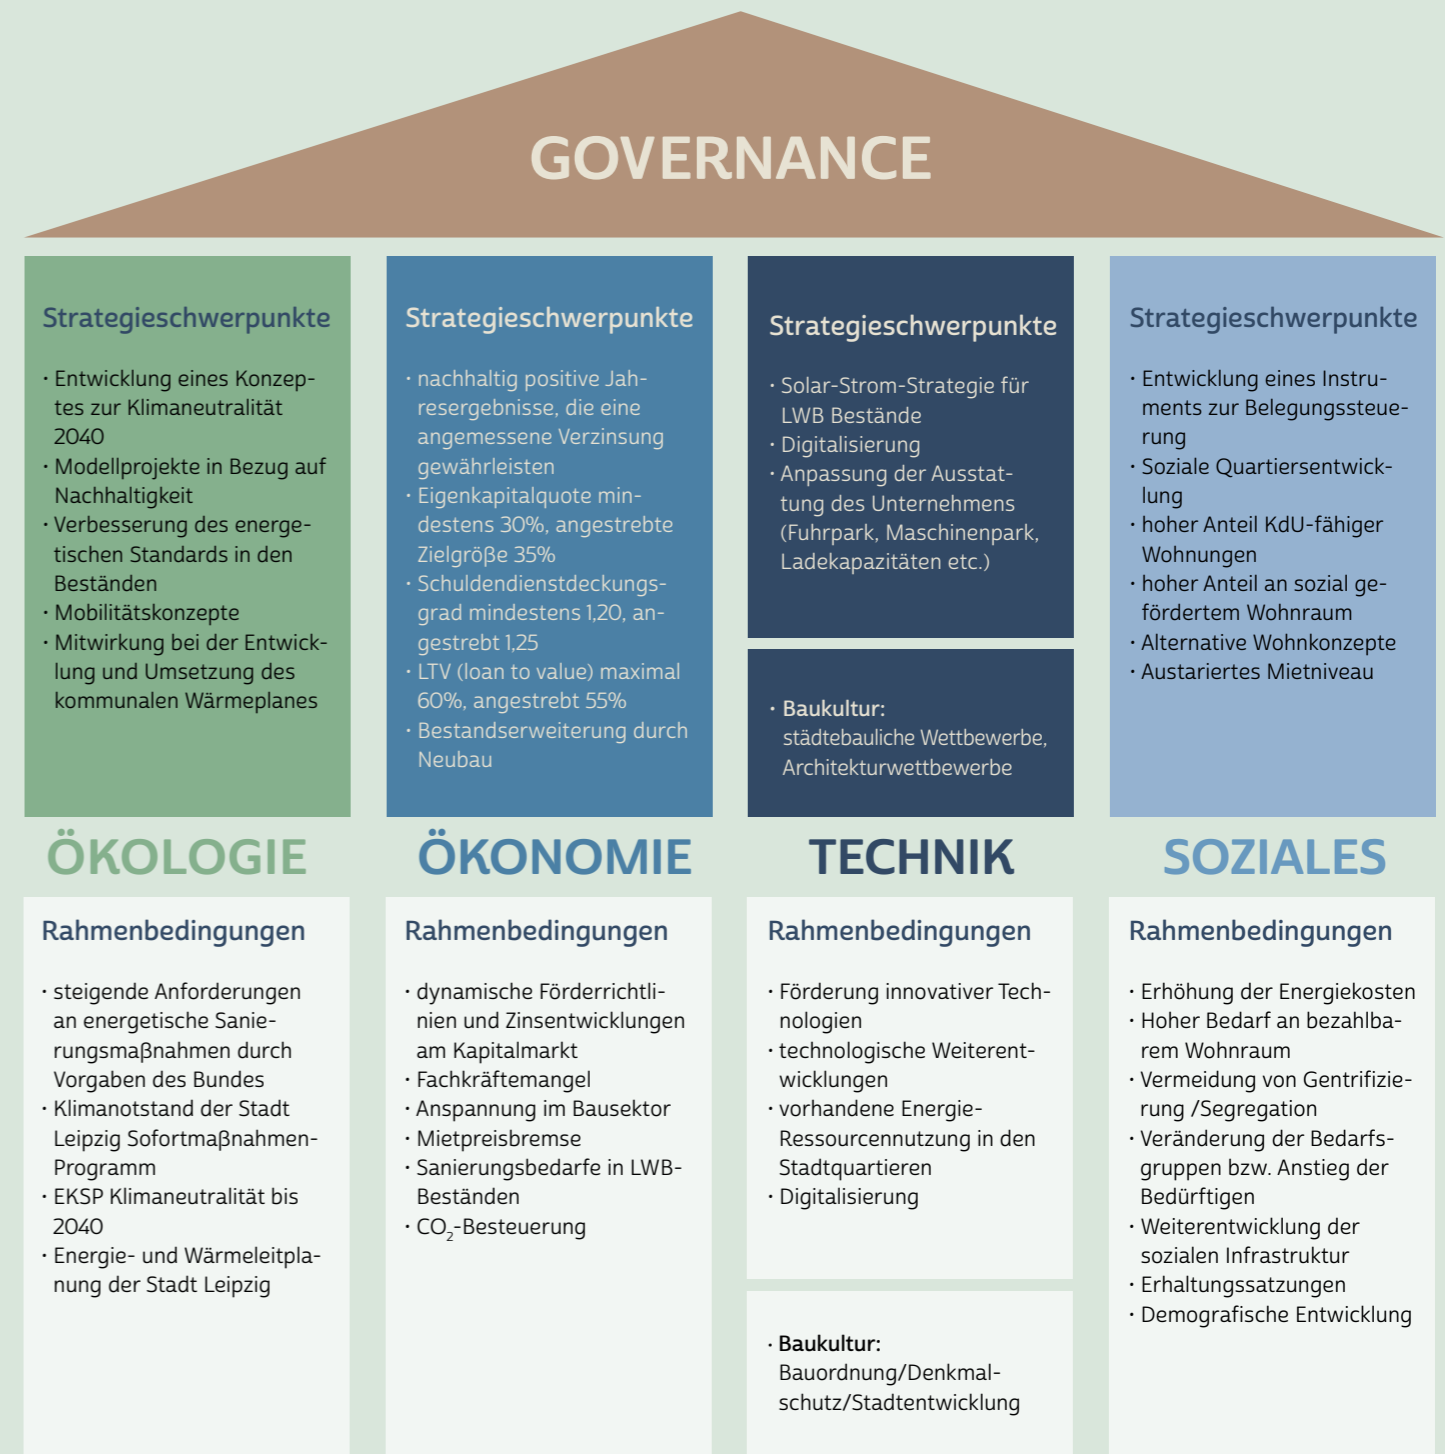 GOVERNANCE
Strategieschwerpunkte
· Entwicklung eines Konzep-
tes zur Klimaneutralität
2040
· Modellprojekte in Bezug auf
Nachhaltigkeit
· Verbesserung des energe-
tischen Standards in den
Beständen
· Mobilitätskonzepte
· Mitwirkung bei der Entwick-
lung und Umsetzung des
kommunalen Wärmeplanes
Strategieschwerpunkte
· nachhaltig positive Jah-
resergebnisse, die eine
angemessene Verzinsung
gewährleisten
· Eigenkapitalquote min-
destens 30%, angestrebte
Zielgröße 35%
· Schuldendienstdeckungs-
grad mindestens 1,20, an-
gestrebt 1,25
· LTV (loan to value) maximal
60%, angestrebt 55%
· Bestandserweiterung durch
Neubau
Strategieschwerpunkte
· Solar-Strom-Strategie für
LWB Bestände
· Digitalisierung
· Anpassung der Ausstat-
tung des Unternehmens
(Fuhrpark, Maschinenpark,
Ladekapazitäten etc.)
· Baukultur:
städtebauliche Wettbewerbe,
Architekturwettbewerbe
Strategieschwerpunkte
· Entwicklung eines Instru-
ments zur Belegungssteue-
rung
· Soziale Quartiersentwick-
lung
· hoher Anteil KdU-fähiger
Wohnungen
· hoher Anteil an sozial ge-
fördertem Wohnraum
· Alternative Wohnkonzepte
· Austariertes Mietniveau
ÖKOLOGIE
ÖKONOMIE
TECHNIK
SOZIALES
Rahmenbedingungen
· steigende Anforderungen
an energetische Sanie-
rungsmaßnahmen durch
Vorgaben des Bundes
· Klimanotstand der Stadt
Leipzig Sofortmaßnahmen-
Programm
· EKSP Klimaneutralität bis
2040
· Energie- und Wärmeleitpla-
nung der Stadt Leipzig
Rahmenbedingungen
· dynamische Förderrichtli-
nien und Zinsentwicklungen
am Kapitalmarkt
· Fachkräftemangel
· Anspannung im Bausektor
· Mietpreisbremse
· Sanierungsbedarfe in LWB-
Beständen
· CO₂-Besteuerung
Rahmenbedingungen
· Förderung innovativer Tech-
nologien
· technologische Weiterent-
wicklungen
· vorhandene Energie-
Ressourcennutzung in den
Stadtquartieren
· Digitalisierung
· Baukultur:
Bauordnung/Denkmal-
schutz/Stadtentwicklung
Rahmenbedingungen
· Erhöhung der Energiekosten
· Hoher Bedarf an bezahlba-
rem Wohnraum
· Vermeidung von Gentrifizie-
rung /Segregation
· Veränderung der Bedarfs-
gruppen bzw. Anstieg der
Bedürftigen
· Weiterentwicklung der
sozialen Infrastruktur
· Erhaltungssatzungen
· Demografische Entwicklung